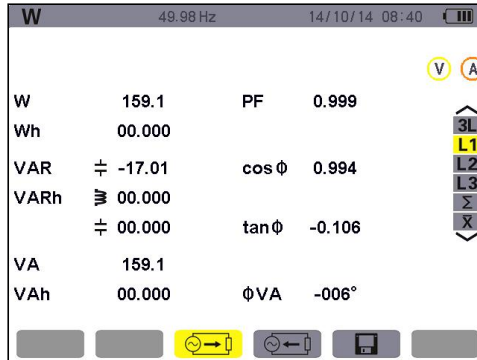 W 49.98 Hz 14/10/14 08:40
V A
W 159.1 PF 0.999
Wh 00.000
VAR -17.01 cos Φ 0.994
VARh 00.000
00.000 tan Φ -0.106
VA 159.1
VAh 00.000 ΦVA -006°
3L
L1
L2
L3
Σ
X̄